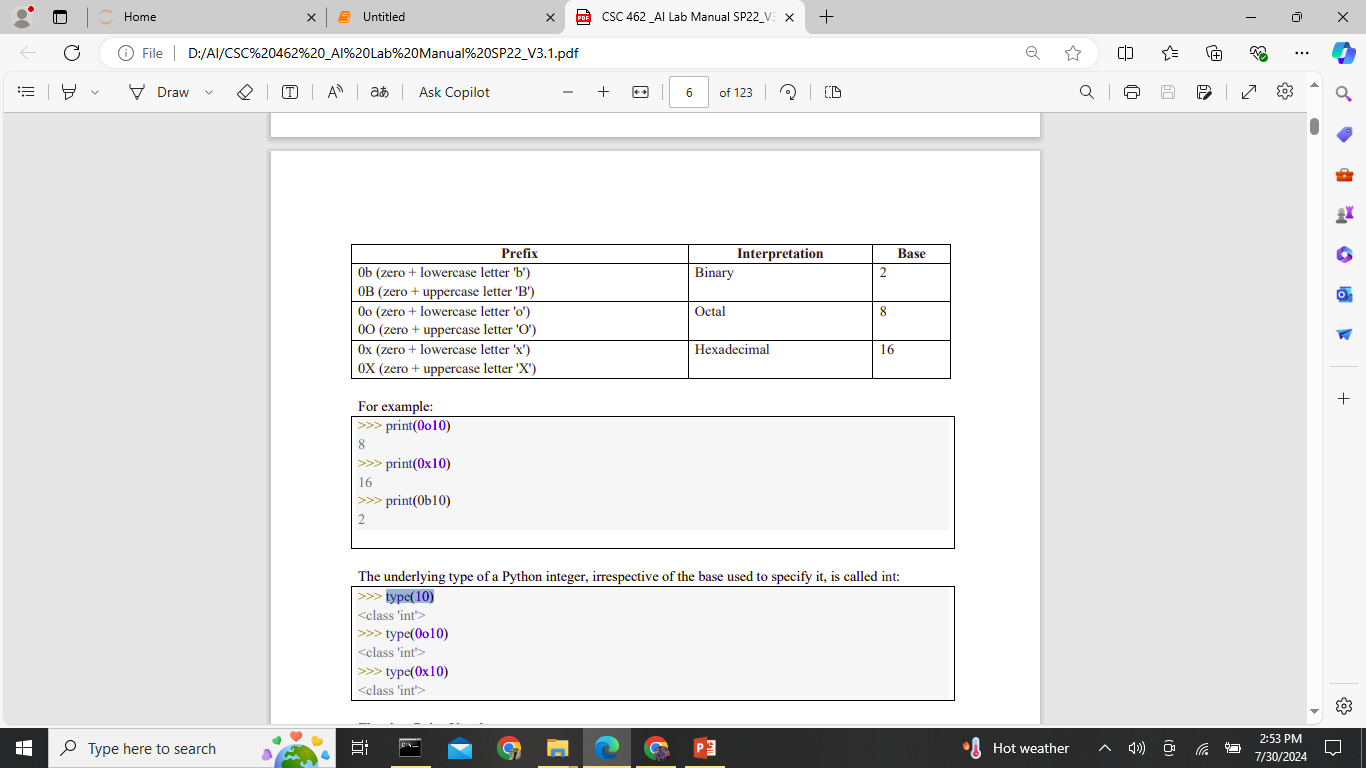 Home
Untitled
CSC 462 _AI Lab Manual SP22_V3
File
D:/AI/CSC%20462%20_AI%20Lab%20Manual%20SP22_V3.1.pdf
Draw
Ask Copilot
6 of 123
Prefix Interpretation Base
0b (zero + lowercase letter 'b') Binary 2
0B (zero + uppercase letter 'B')
0o (zero + lowercase letter 'o') Octal 8
0O (zero + uppercase letter 'O')
0x (zero + lowercase letter 'x') Hexadecimal 16
0X (zero + uppercase letter 'X')
For example:
>>> print(0o10)
8
>>> print(0x10)
16
>>> print(0b10)
2
The underlying type of a Python integer, irrespective of the base used to specify it, is called int:
>>> type(10)
<class 'int'>
>>> type(0o10)
<class 'int'>
>>> type(0x10)
<class 'int'>
Type here to search
Hot weather
2:53 PM
7/30/2024